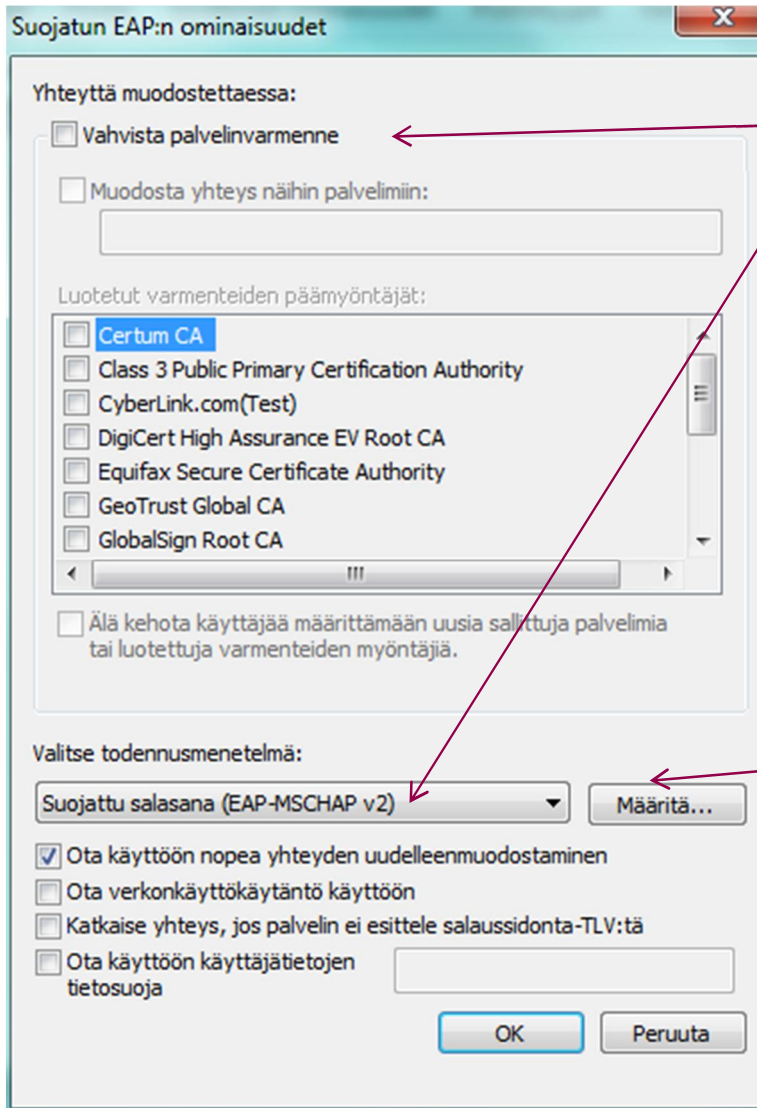 Suojatun EAP:n ominaisuudet
Yhteyttä muodostettaessa:
Vahvista palvelinvarmenne
Muodosta yhteys näihin palvelimiin:
Luotetut varmenteiden päämyöntäjät:
Certum CA
Class 3 Public Primary Certification Authority
CyberLink.com(Test)
DigiCert High Assurance EV Root CA
Equifax Secure Certificate Authority
GeoTrust Global CA
GlobalSign Root CA
Älä kehota käyttäjää määrittämään uusia sallittuja palvelimia
tai luotettuja varmenteiden myöntäjiä.
Valitse todennusmenetelmä:
Suojattu salasana (EAP-MSCHAP v2)
Määritä...
Ota käyttöön nopea yhteyden uudelleenmuodostaminen
Ota verkonkäyttökäytäntö käyttöön
Katkaise yhteys, jos palvelin ei esittele salaussidonta-TLV:tä
Ota käyttöön käyttäjätietojen
tietosuoja
OK
Peruuta